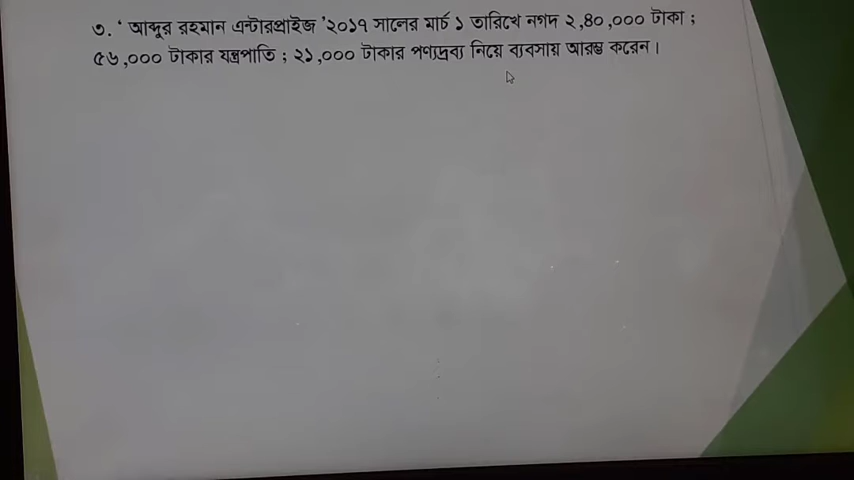 ৩. ‘ আব্দুর রহমান এন্টারপ্রাইজ ’২০১৭ সালের মার্চ ১ তারিখে নগদ ২,৪০,০০০ টাকা ;
৫৬,০০০ টাকার যন্ত্রপাতি ; ২১,০০০ টাকার পণ্যদ্রব্য নিয়ে ব্যবসায় আরম্ভ করেন ।